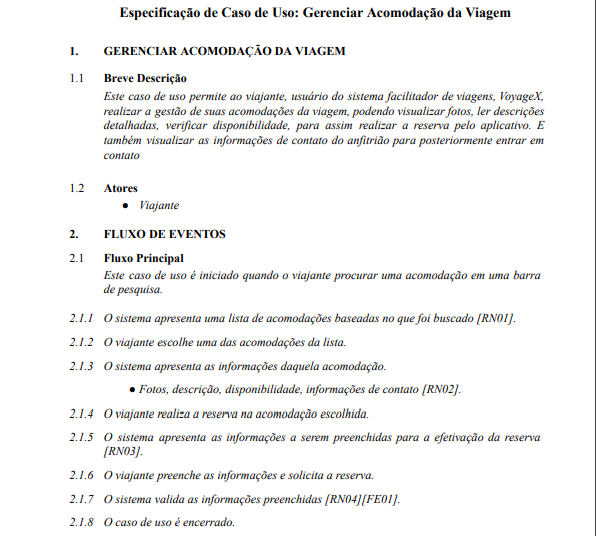 Especificação de Caso de Uso: Gerenciar Acomodação da Viagem
1. GERENCIAR ACOMODAÇÃO DA VIAGEM
1.1 Breve Descrição
Este caso de uso permite ao viajante, usuário do sistema facilitador de viagens, VoyageX,
realizar a gestão de suas acomodações da viagem, podendo visualizar fotos, ler descrições
detalhadas, verificar disponibilidade, para assim realizar a reserva pelo aplicativo. E
também visualizar as informações de contato do anfitrião para posteriormente entrar em
contato
1.2 Atores
● Viajante
2. FLUXO DE EVENTOS
2.1 Fluxo Principal
Este caso de uso é iniciado quando o viajante procurar uma acomodação em uma barra
de pesquisa.
2.1.1 O sistema apresenta uma lista de acomodações baseadas no que foi buscado [RN01].
2.1.2 O viajante escolhe uma das acomodações da lista.
2.1.3 O sistema apresenta as informações daquela acomodação.
● Fotos, descrição, disponibilidade, informações de contato [RN02].
2.1.4 O viajante realiza a reserva na acomodação escolhida.
2.1.5 O sistema apresenta as informações a serem preenchidas para a efetivação da reserva
[RN03].
2.1.6 O viajante preenche as informações e solicita a reserva.
2.1.7 O sistema valida as informações preenchidas [RN04][FE01].
2.1.8 O caso de uso é encerrado.